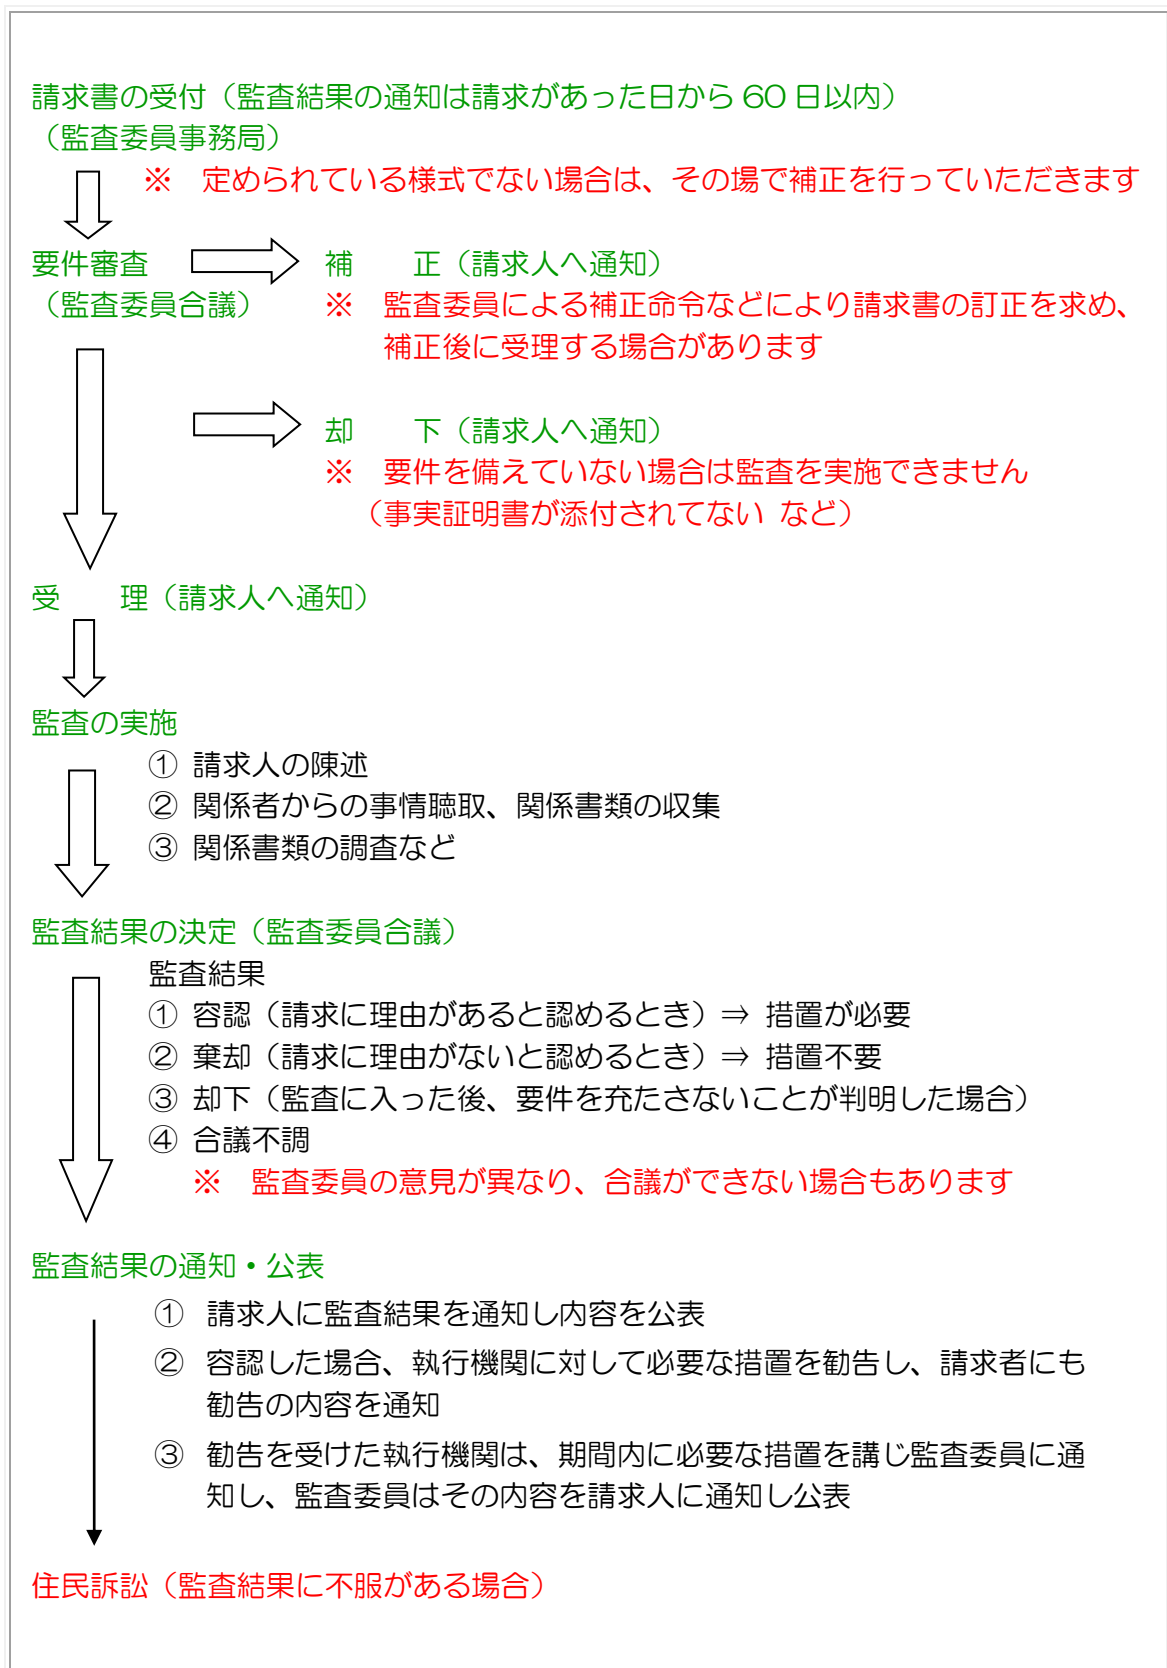 請求書の受付（監査結果の通知は請求があった日から 60 日以内）
（監査委員事務局）
※　定められている様式でない場合は、その場で補正を行っていただきます
要件審査
補　　正（請求人へ通知）
（監査委員合議）
※　監査委員による補正命令などにより請求書の訂正を求め、
補正後に受理する場合があります
却　　下（請求人へ通知）
※　要件を備えていない場合は監査を実施できません
（事実証明書が添付されてない など）
受　　理（請求人へ通知）
監査の実施
① 請求人の陳述
② 関係者からの事情聴取、関係書類の収集
③ 関係書類の調査など
監査結果の決定（監査委員合議）
監査結果
① 容認（請求に理由があると認めるとき）⇒ 措置が必要
② 棄却（請求に理由がないと認めるとき）⇒ 措置不要
③ 却下（監査に入った後、要件を充たさないことが判明した場合）
④ 合議不調
※　監査委員の意見が異なり、合議ができない場合もあります
監査結果の通知・公表
① 請求人に監査結果を通知し内容を公表
② 容認した場合、執行機関に対して必要な措置を勧告し、請求者にも
勧告の内容を通知
③ 勧告を受けた執行機関は、期間内に必要な措置を講じ監査委員に通
知し、監査委員はその内容を請求人に通知し公表
住民訴訟（監査結果に不服がある場合）